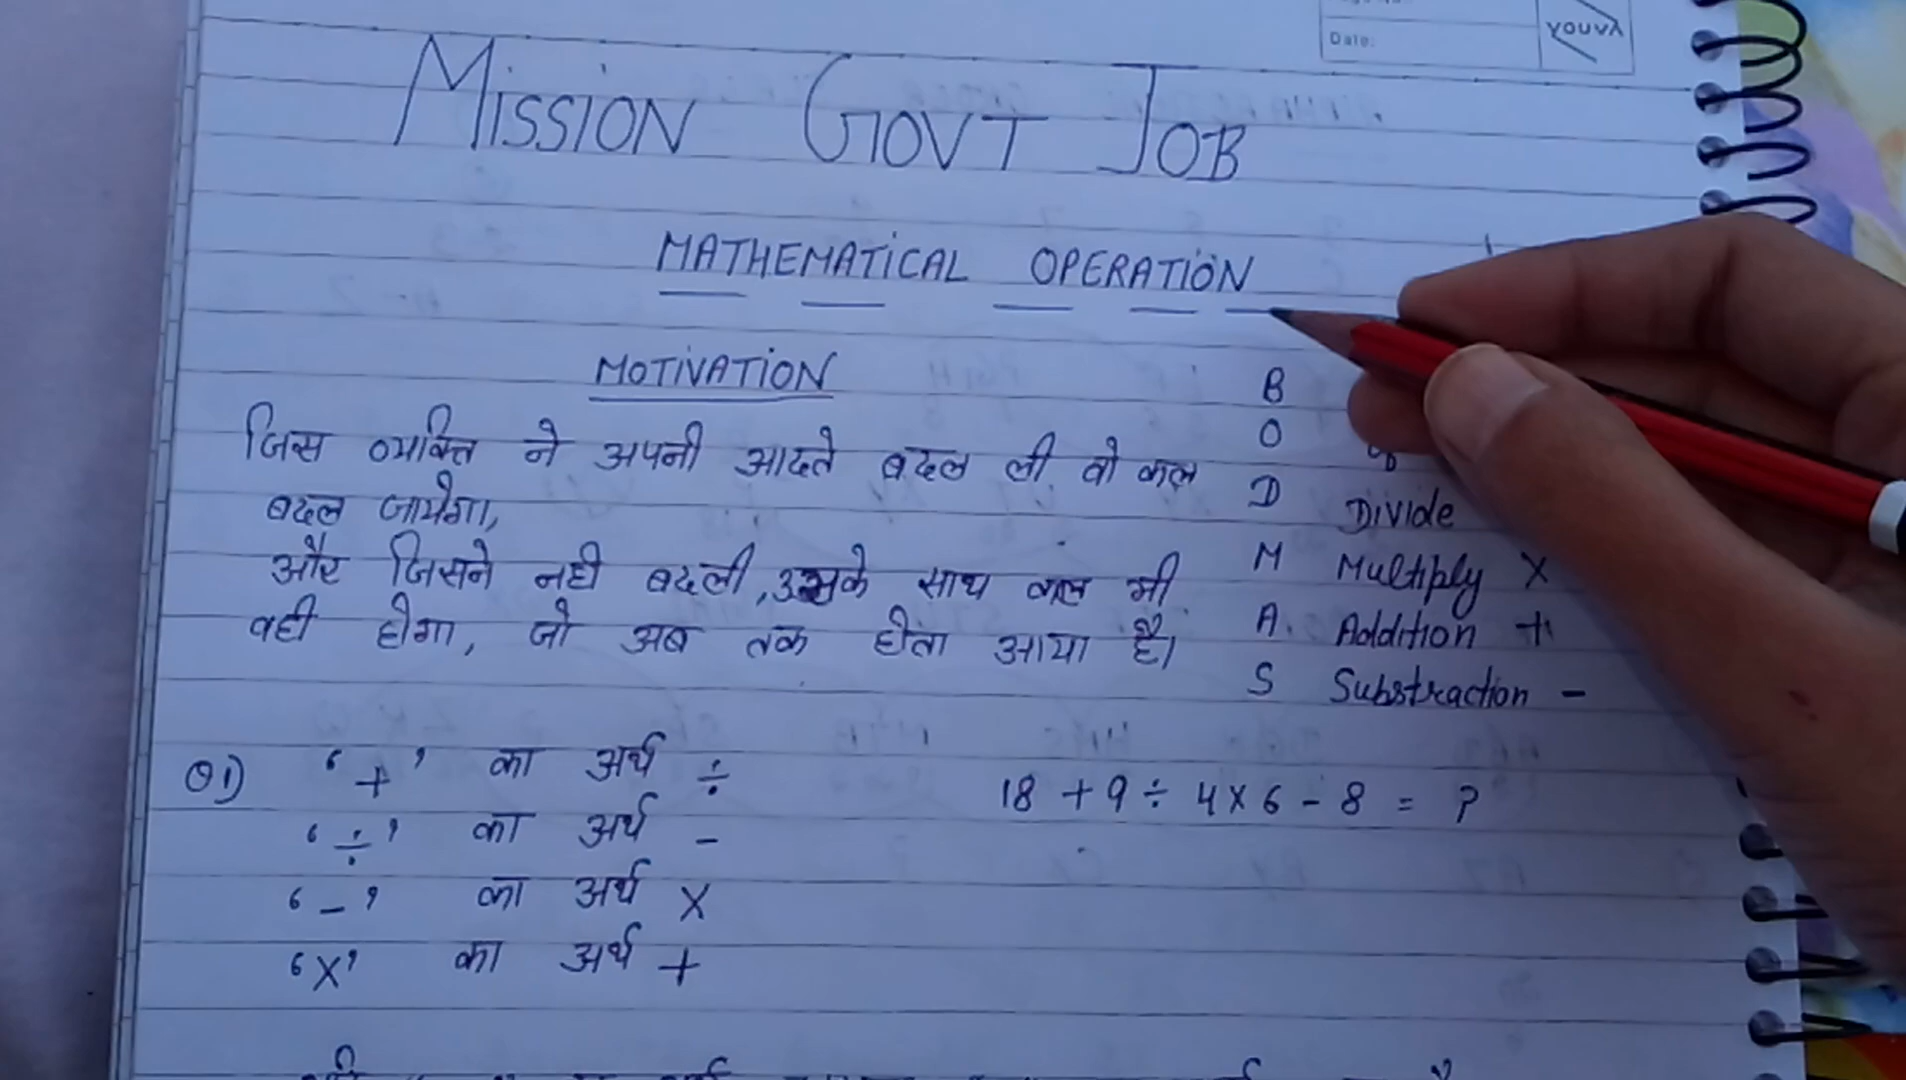 Date:
YOUVA
MISSION GOVT JOB
MATHEMATICAL OPERATION
MOTIVATION
जिस व्यक्ति ने अपनी आदते बदल ली वो कल
बदल जायेगा,
और जिसने नही बदली, उसके साथ कल भी
वही होगा, जो अब तक होता आया है।
B
O
D Divide
M Multiply ×
A. Addition +
S Substraction −
Q1) ‘+’ का अर्थ ÷
‘÷’ का अर्थ −
‘−’ का अर्थ ×
‘×’ का अर्थ +
18 + 9 ÷ 4 × 6 − 8 = ?